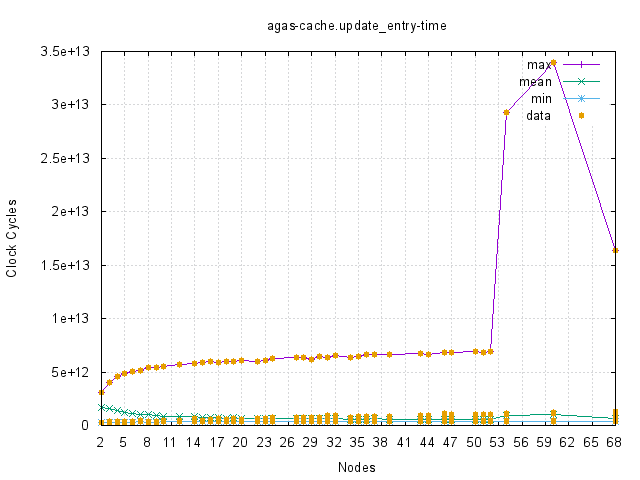 agas-cache.update_entry-time
3.5e+13
3e+13
2.5e+13
2e+13
1.5e+13
1e+13
5e+12
0
Clock Cycles
max
mean
min
data
2 5 8 11 14 17 20 23 26 29 32 35 38 41 44 47 50 53 56 59 62 65 68
Nodes